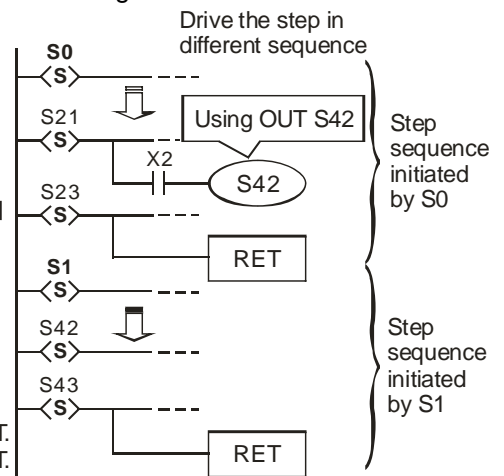 Drive the step in
different sequence
S0
S
S21
S
Using OUT S42
X2
S42
S23
S
RET
Step
sequence
initiated
by S0
S1
S
S42
S
S43
S
RET
Step
sequence
initiated
by S1
T.
T.